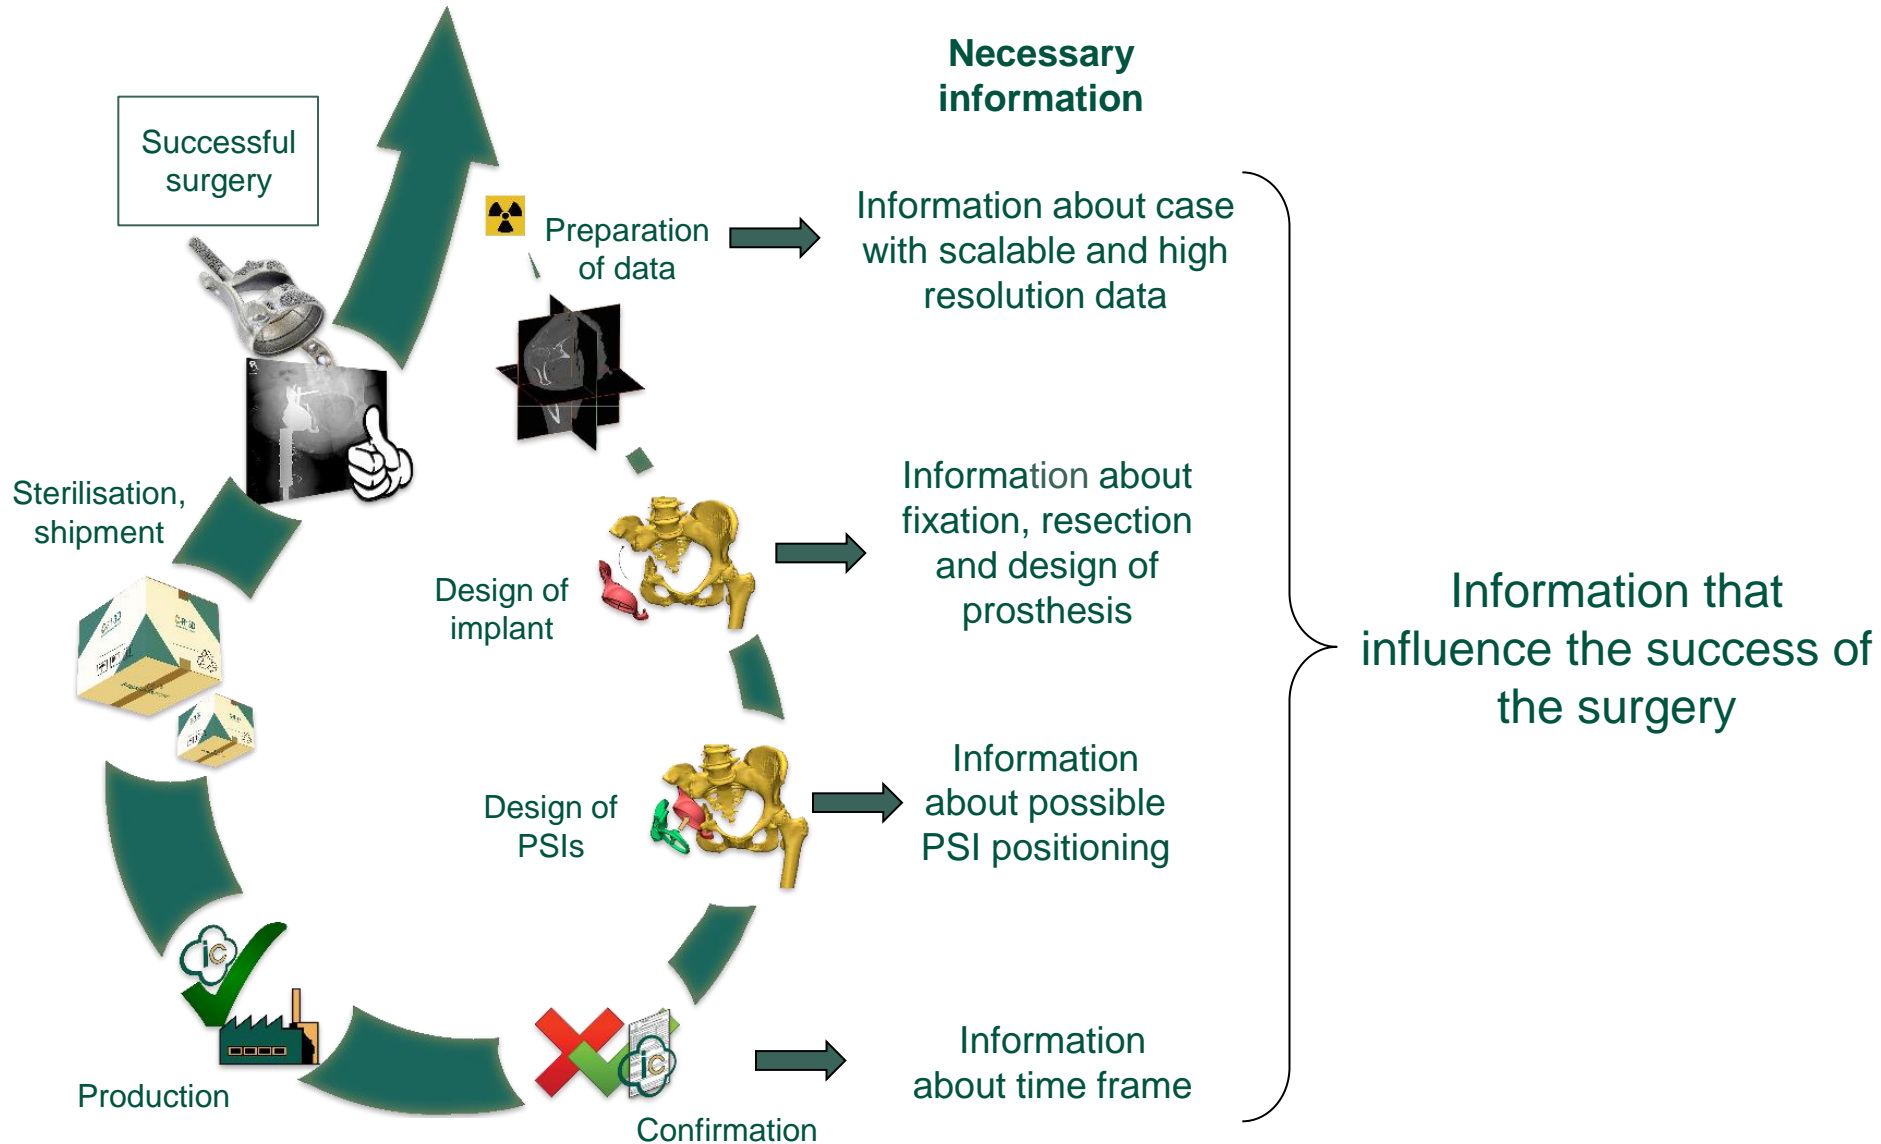 Necessary
information
Successful
surgery
Preparation
of data
Information about case
with scalable and high
resolution data
Sterilisation,
shipment
Design of
implant
Information about
fixation, resection
and design of
prosthesis
Information that
influence the success of
the surgery
Design of
PSIs
Information
about possible
PSI positioning
ic
ic
Production
Confirmation
Information
about time frame